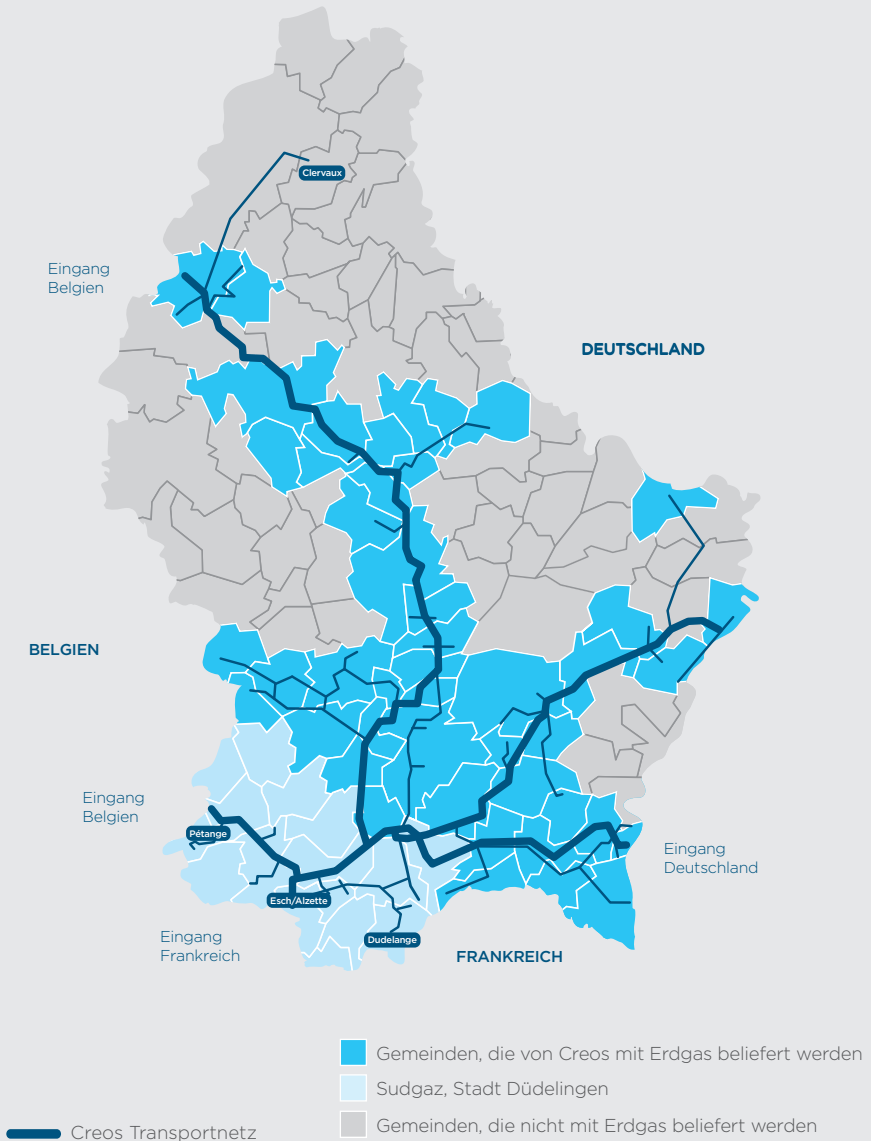 Clervaux
Eingang
Belgien
DEUTSCHLAND
BELGIEN
Eingang
Belgien
Pétange
Eingang
Deutschland
Esch/Alzette
Eingang
Frankreich
Dudelange
FRANKREICH
Gemeinden, die von Creos mit Erdgas beliefert werden
Sudgaz, Stadt Düdelingen
Gemeinden, die nicht mit Erdgas beliefert werden
Creos Transportnetz